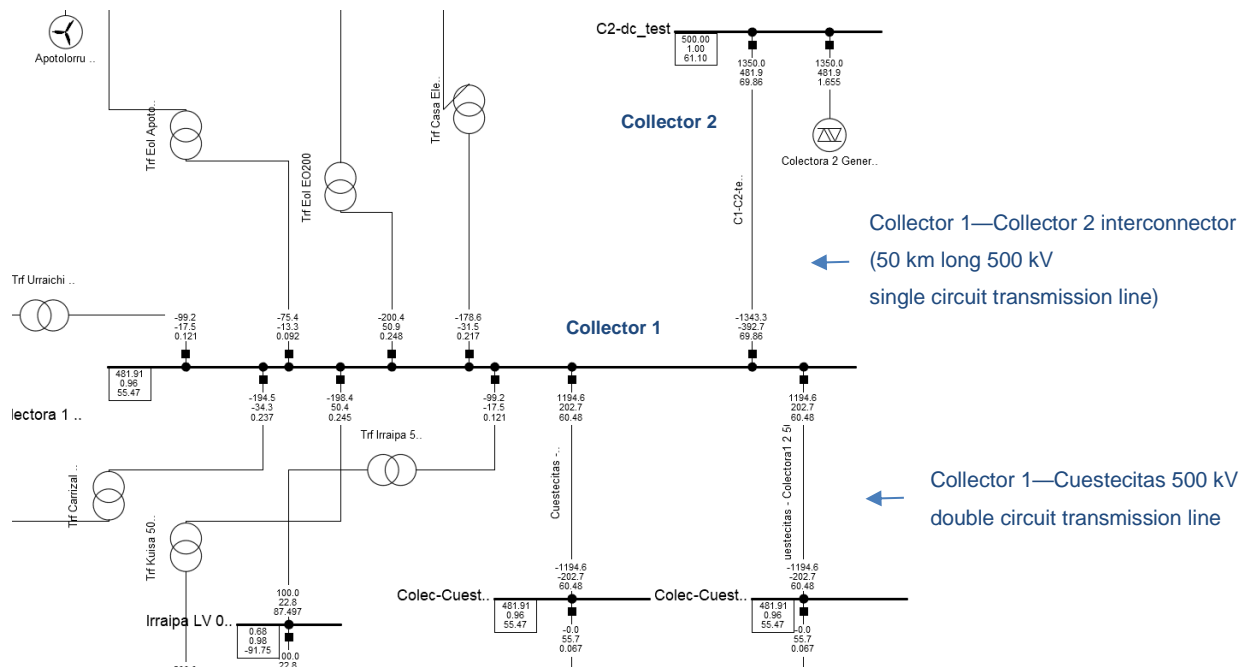 C2-dc_test
500.00
1.00
61.10
1350.0
481.9
69.86
1350.0
481.9
1.655
Apotolorru ..
Trf Eol Apoto..
Trf Eol EO200
Trf Casa Ele..
Collector 2
Colectora 2 Gener..
C1-C2-te..
Collector 1—Collector 2 interconnector
(50 km long 500 kV
single circuit transmission line)
Trf Urraichi ..
-99.2
-17.5
0.121
-75.4
-13.3
0.092
-200.4
50.9
0.248
-178.6
-31.5
0.217
Collector 1
-1343.3
-392.7
69.86
481.91
0.96
55.47
lectora 1 ..
-194.5
-34.3
0.237
-198.4
50.4
0.245
-99.2
-17.5
0.121
1194.6
202.7
60.48
1194.6
202.7
60.48
Trf Irraipa 5..
Trf Carrizal ..
Trf Kuisa 50..
Cuestecitas -..
uestecitas - Colectora1 2 5
Collector 1—Cuestecitas 500 kV
double circuit transmission line
-1194.6
-202.7
60.48
-1194.6
-202.7
60.48
100.0
22.8
87.497
Colec-Cuest..
481.91
0.96
55.47
Colec-Cuest..
481.91
0.96
55.47
Irraipa LV 0..
0.68
0.98
-91.75
-0.0
55.7
0.067
-0.0
55.7
0.067
00.0
22.8